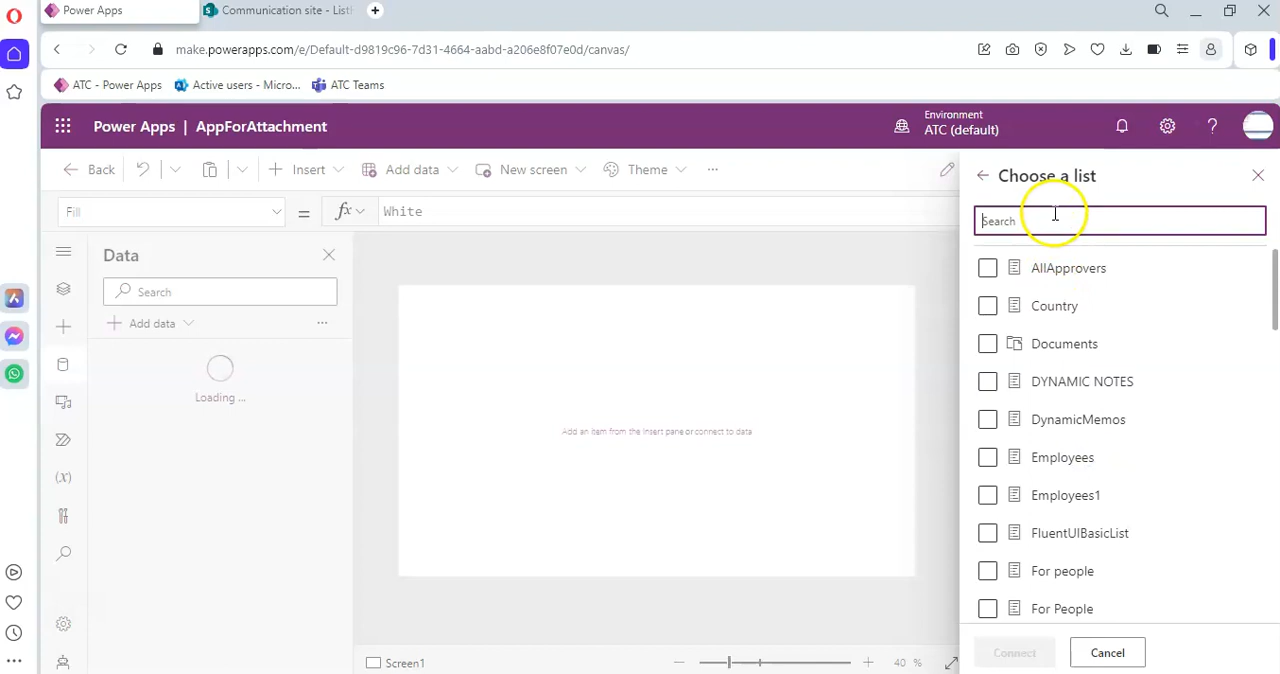 Power Apps
Communication site - ListF
make.powerapps.com/e/Default-d9819c96-7d31-4664-aabd-a206e8f07e0d/canvas/
ATC - Power Apps
Active users - Micro...
ATC Teams
Power Apps | AppForAttachment
Environment
ATC (default)
Back
Insert
Add data
New screen
Theme
Fill
=
fx
White
Data
Search
Add data
Loading ...
Add an item from the insert pane or connect to data
Screen1
40 %
Choose a list
Search
AllApprovers
Country
Documents
DYNAMIC NOTES
DynamicMemos
Employees
Employees1
FluentUIBasicList
For people
For People
Connect
Cancel